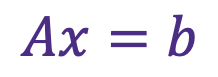 Ax = b